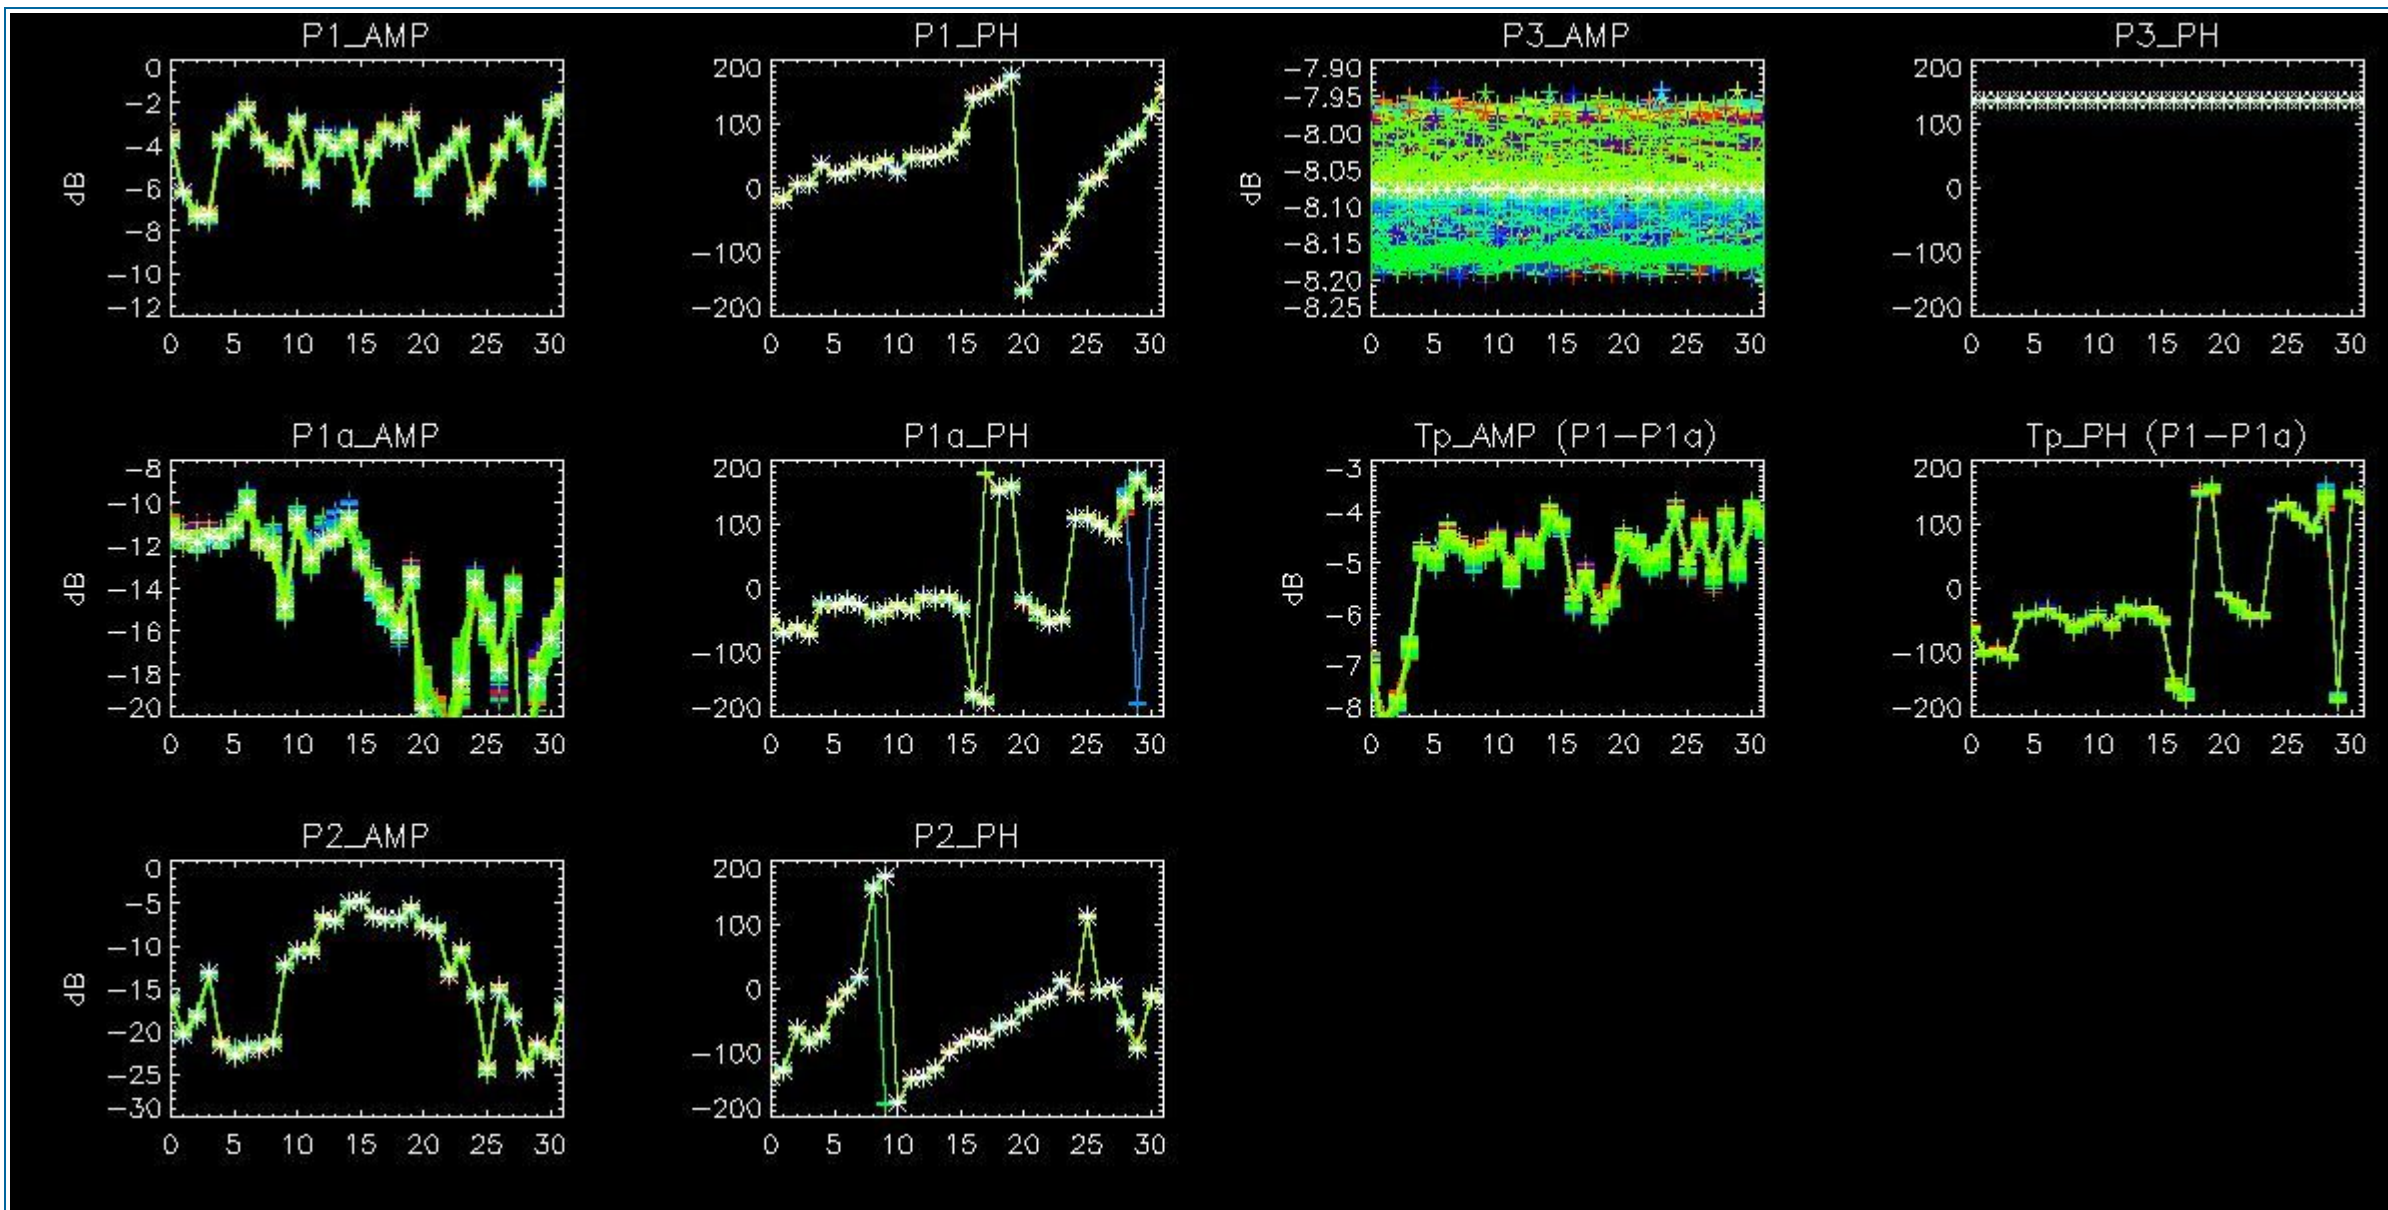 P1_AMP P1_PH P3_AMP P3_PH
0 200 -7.90 200
-2 100 -7.95 100
-4 0 -8.00 0
-6 -100 -8.05 -100
-8 -200 -8.10 -200
-10 -8.15
-12 -8.20
-8.25
dB dB
0 5 10 15 20 25 30 0 5 10 15 20 25 30 0 5 10 15 20 25 30 0 5 10 15 20 25 30
P1a_AMP P1a_PH Tp_AMP (P1-P1a) Tp_PH (P1-P1a)
-8 200 -3 200
-10 100 -4 100
-12 0 -5 0
-14 -100 -6 -100
-16 -200 -7 -200
-18 -8
-20
dB dB
0 5 10 15 20 25 30 0 5 10 15 20 25 30 0 5 10 15 20 25 30 0 5 10 15 20 25 30
P2_AMP P2_PH
0 200
-5 100
-10 0
-15 -100
-20 -200
-25
-30
dB
0 5 10 15 20 25 30 0 5 10 15 20 25 30